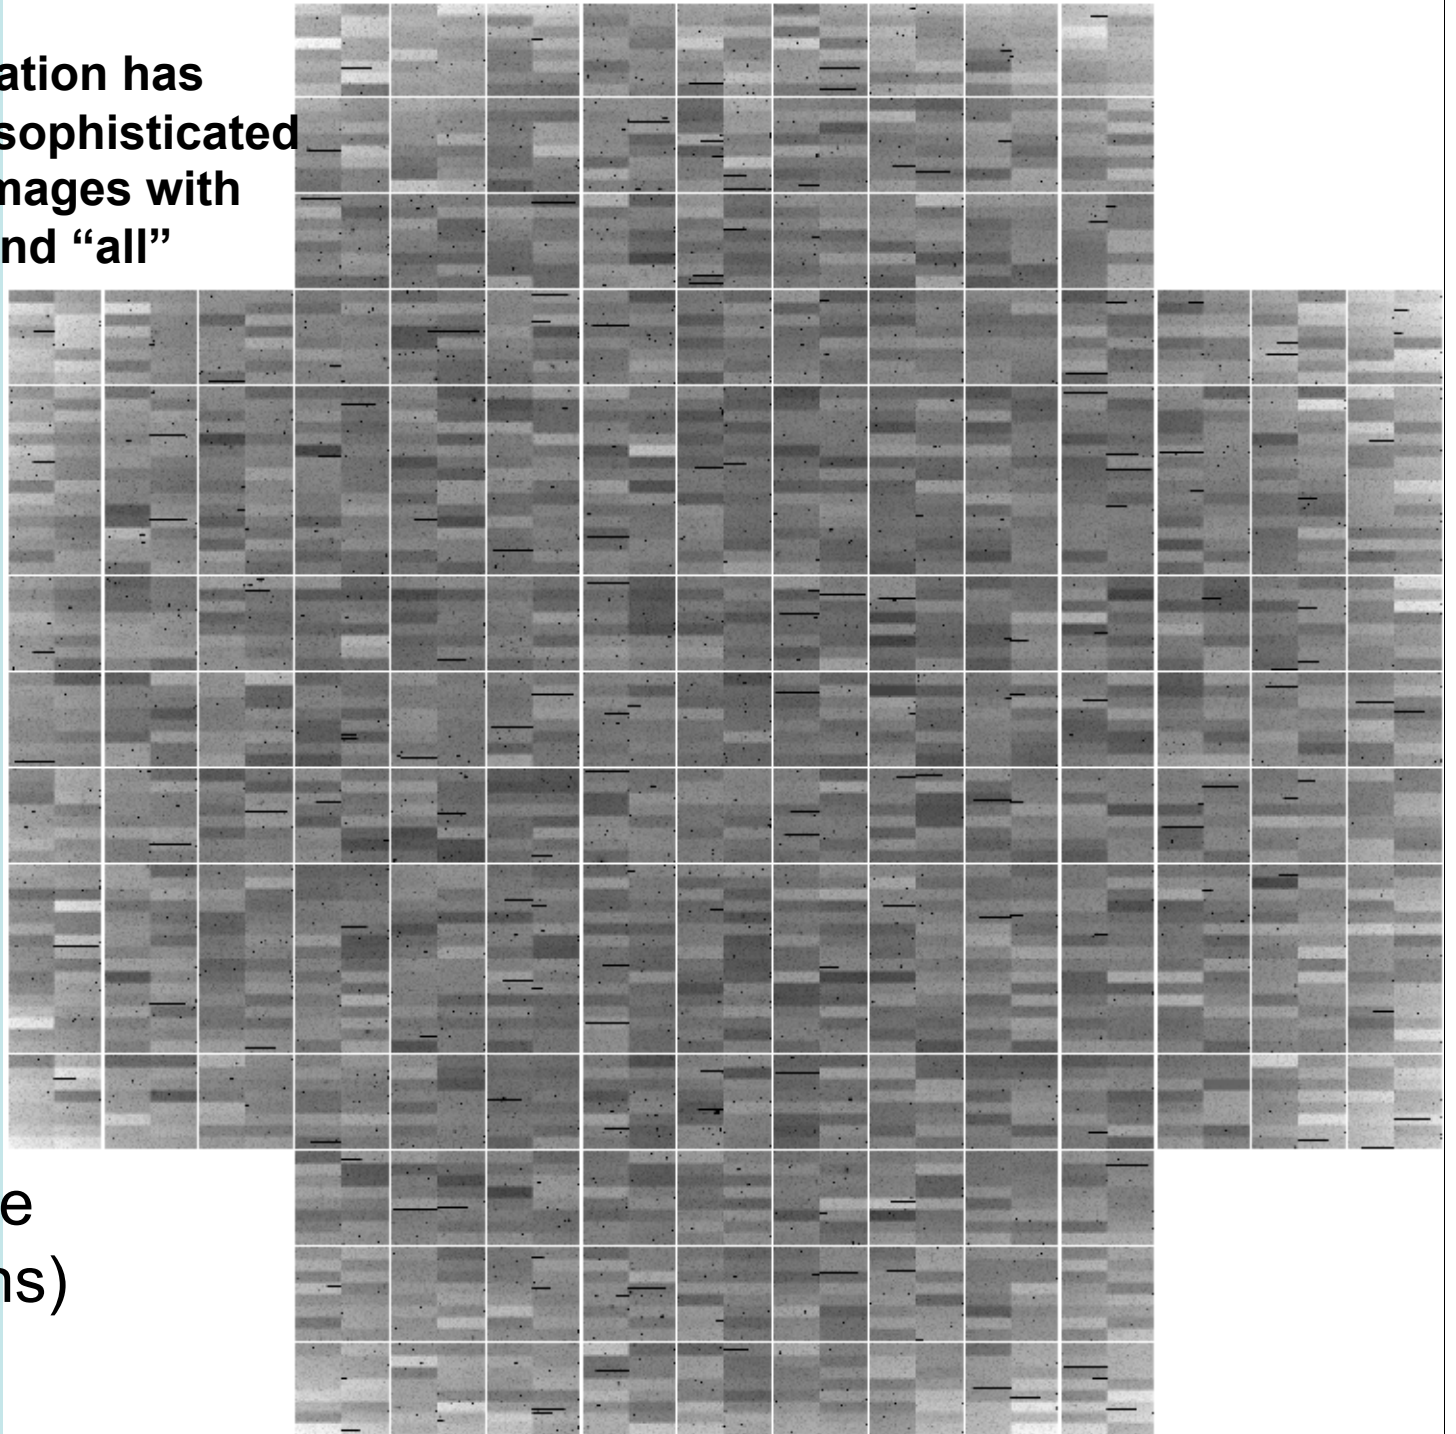 ation has
sophisticated
mages with
nd “all”
e
ns)